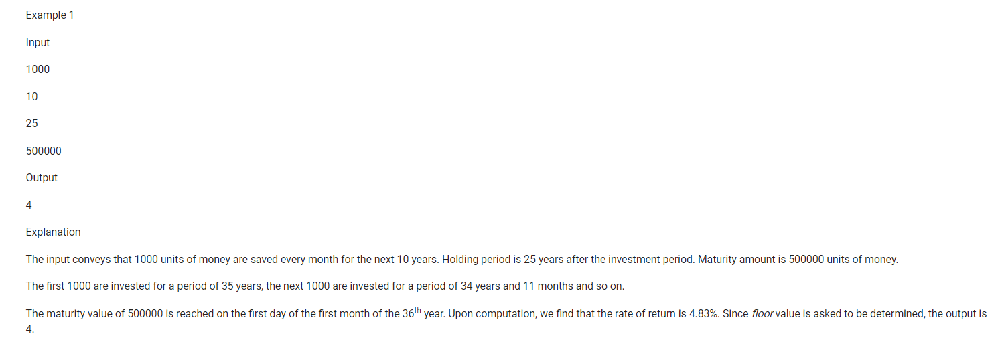 Example 1
Input
1000
10
25
500000
Output
4
Explanation
The input conveys that 1000 units of money are saved every month for the next 10 years. Holding period is 25 years after the investment period. Maturity amount is 500000 units of money.
The first 1000 are invested for a period of 35 years, the next 1000 are invested for a period of 34 years and 11 months and so on.
The maturity value of 500000 is reached on the first day of the first month of the 36th year. Upon computation, we find that the rate of return is 4.83%. Since floor value is asked to be determined, the output is
4.